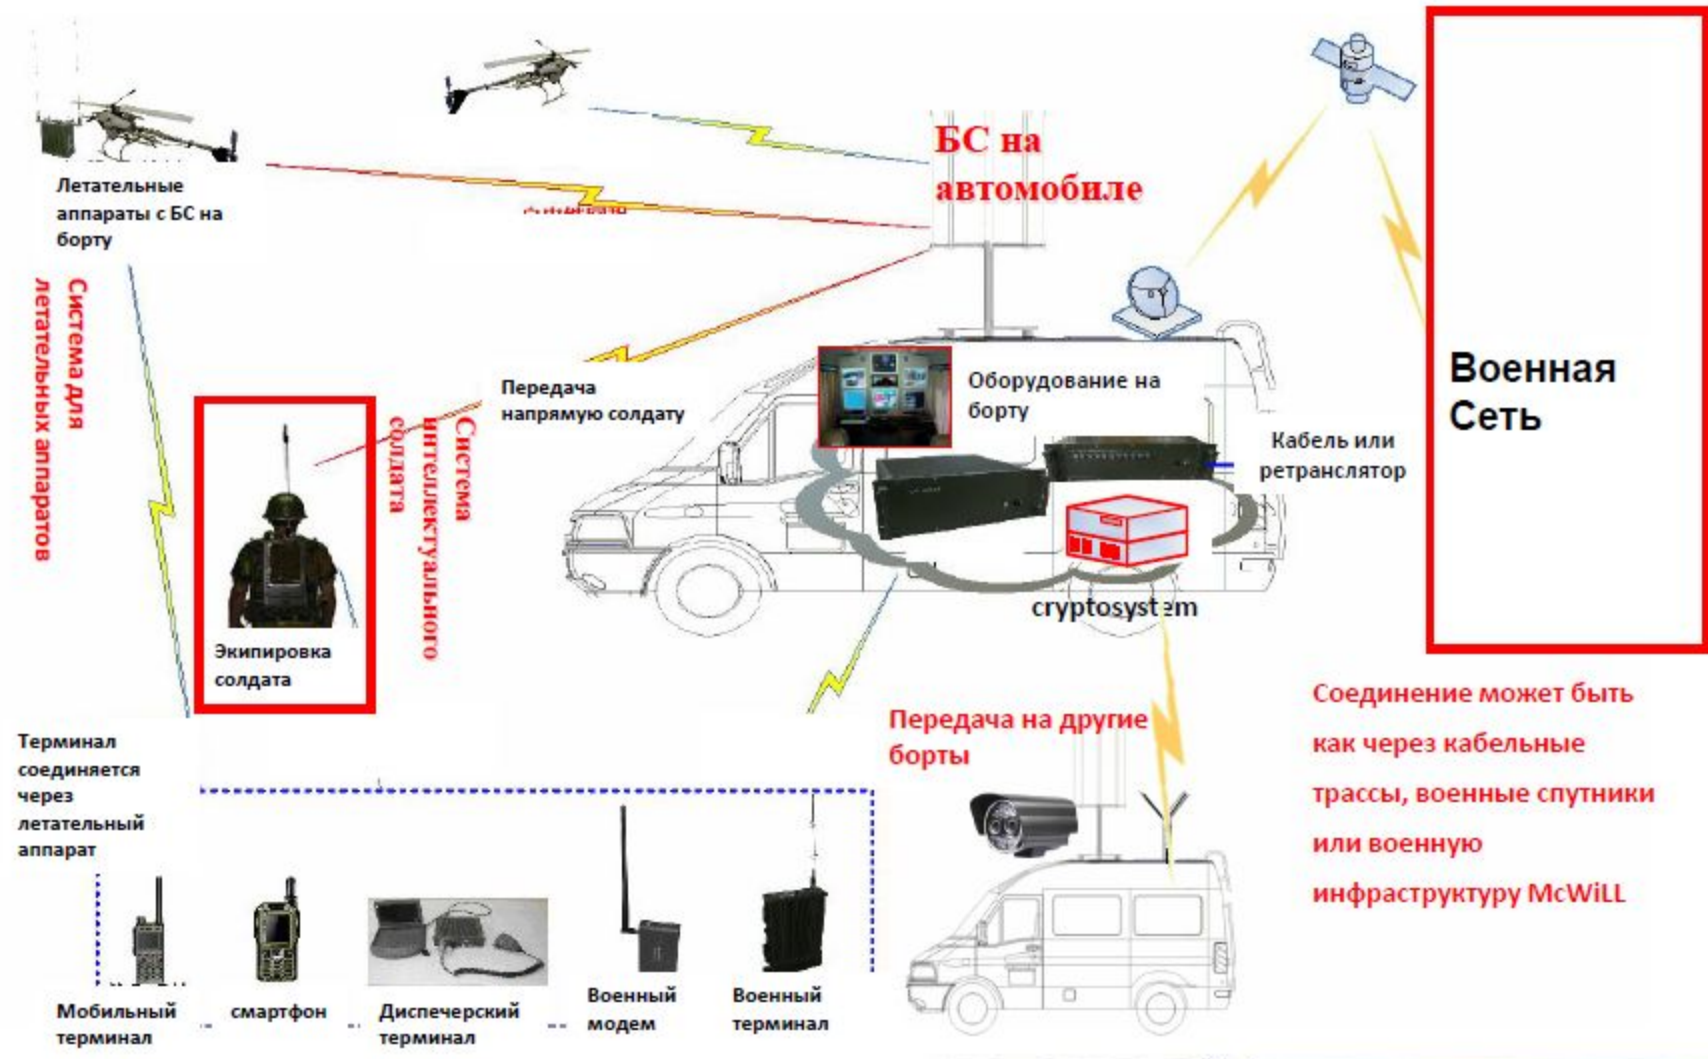 БС на
автомобиле
Летательные
аппараты с БС на
борту
Система для
летательных аппаратов
Передача
напрямую солдату
Система
интеллектуального
солдата
Экипировка
солдата
Оборудование на
борту
Кабель или
ретранслятор
cryptosystem
Военная
Сеть
Передача на другие
борты
Соединение может быть
как через кабельные
трассы, военные спутники
или военную
инфраструктуру McWiLL
Терминал
соединяется
через
летательный
аппарат
Мобильный
терминал
смартфон
Диспечерский
терминал
Военный
модем
Военный
терминал